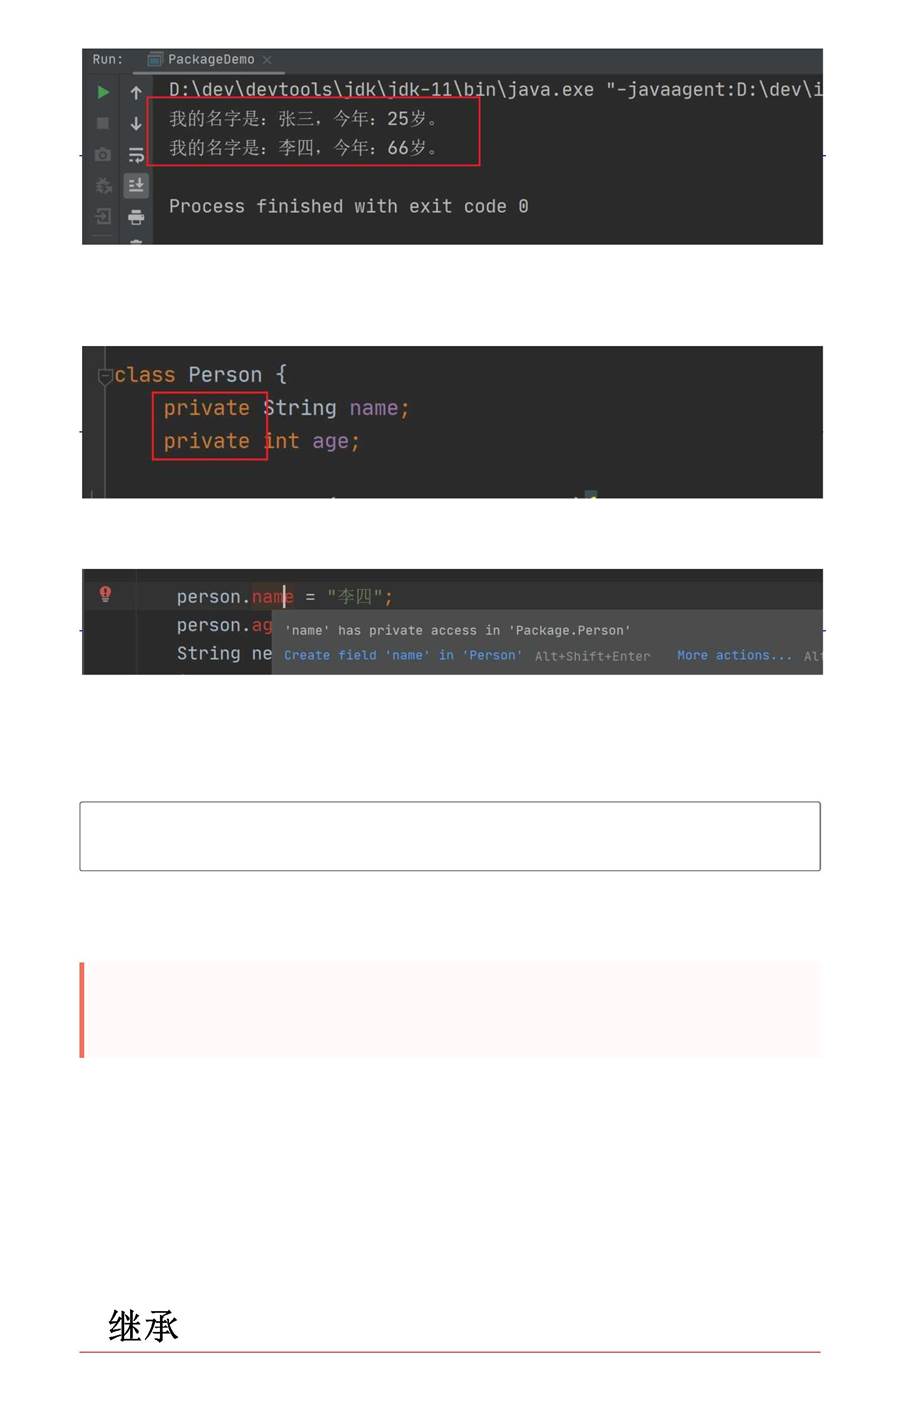 Run: PackageDemo ×
D:\dev\devtools\jdk\jdk-11\bin\java.exe "-javaagent:D:\dev\i
我的名字是: 张三, 今年: 25岁。
我的名字是: 李四, 今年: 66岁。
Process finished with exit code 0
class Person {
private String name;
private int age;
person.name = "李四";
person.ag
'name' has private access in 'Package.Person'
String ne
Create field 'name' in 'Person' Alt+Shift+Enter More actions... Alt
继承